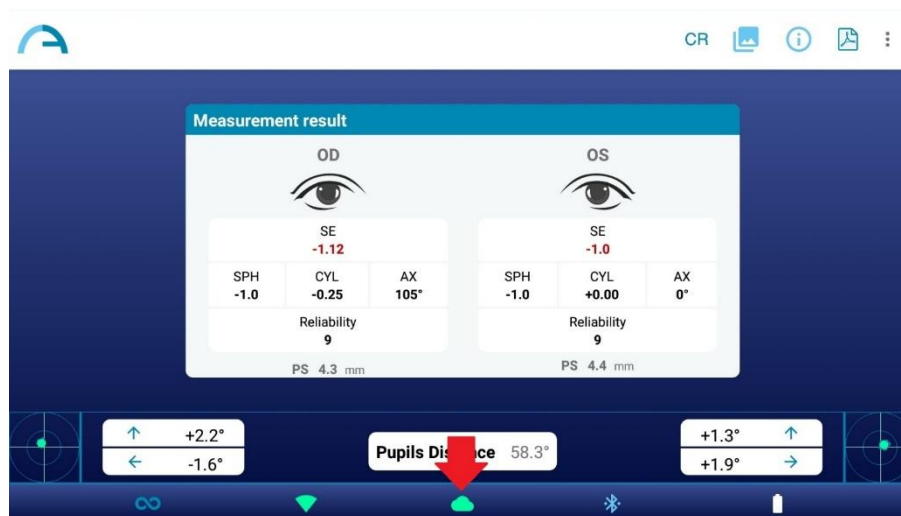 CR
Measurement result
OD
OS
SE
-1.12
SE
-1.0
SPH
-1.0
CYL
-0.25
AX
105°
SPH
-1.0
CYL
+0.00
AX
0°
Reliability
9
Reliability
9
PS 4.3 mm
PS 4.4 mm
+2.2°
-1.6°
Pupils 58.3°
+1.3°
+1.9°